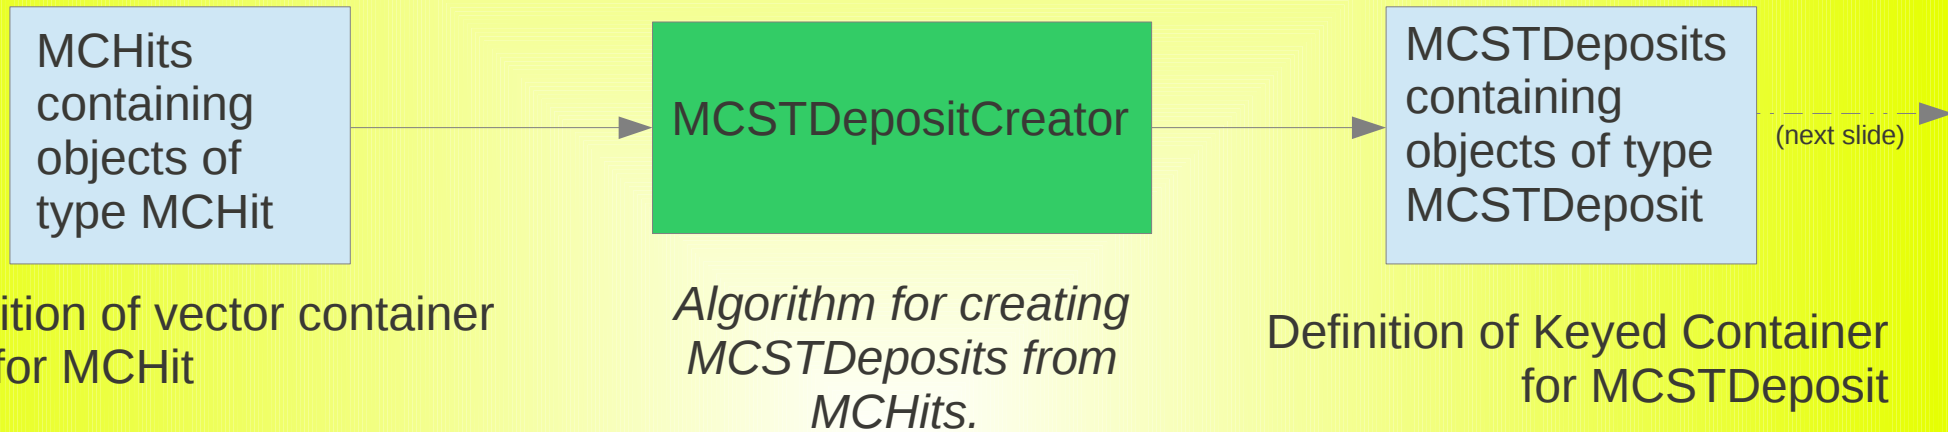 MCHits
containing
objects of
type MCHit
MCSTDepositCreator
MCSTDeposits
containing
objects of type
MCSTDeposit
(next slide)
ition of vector container
for MCHit
Algorithm for creating
MCSTDeposits from
MCHits.
Definition of Keyed Container
for MCSTDeposit